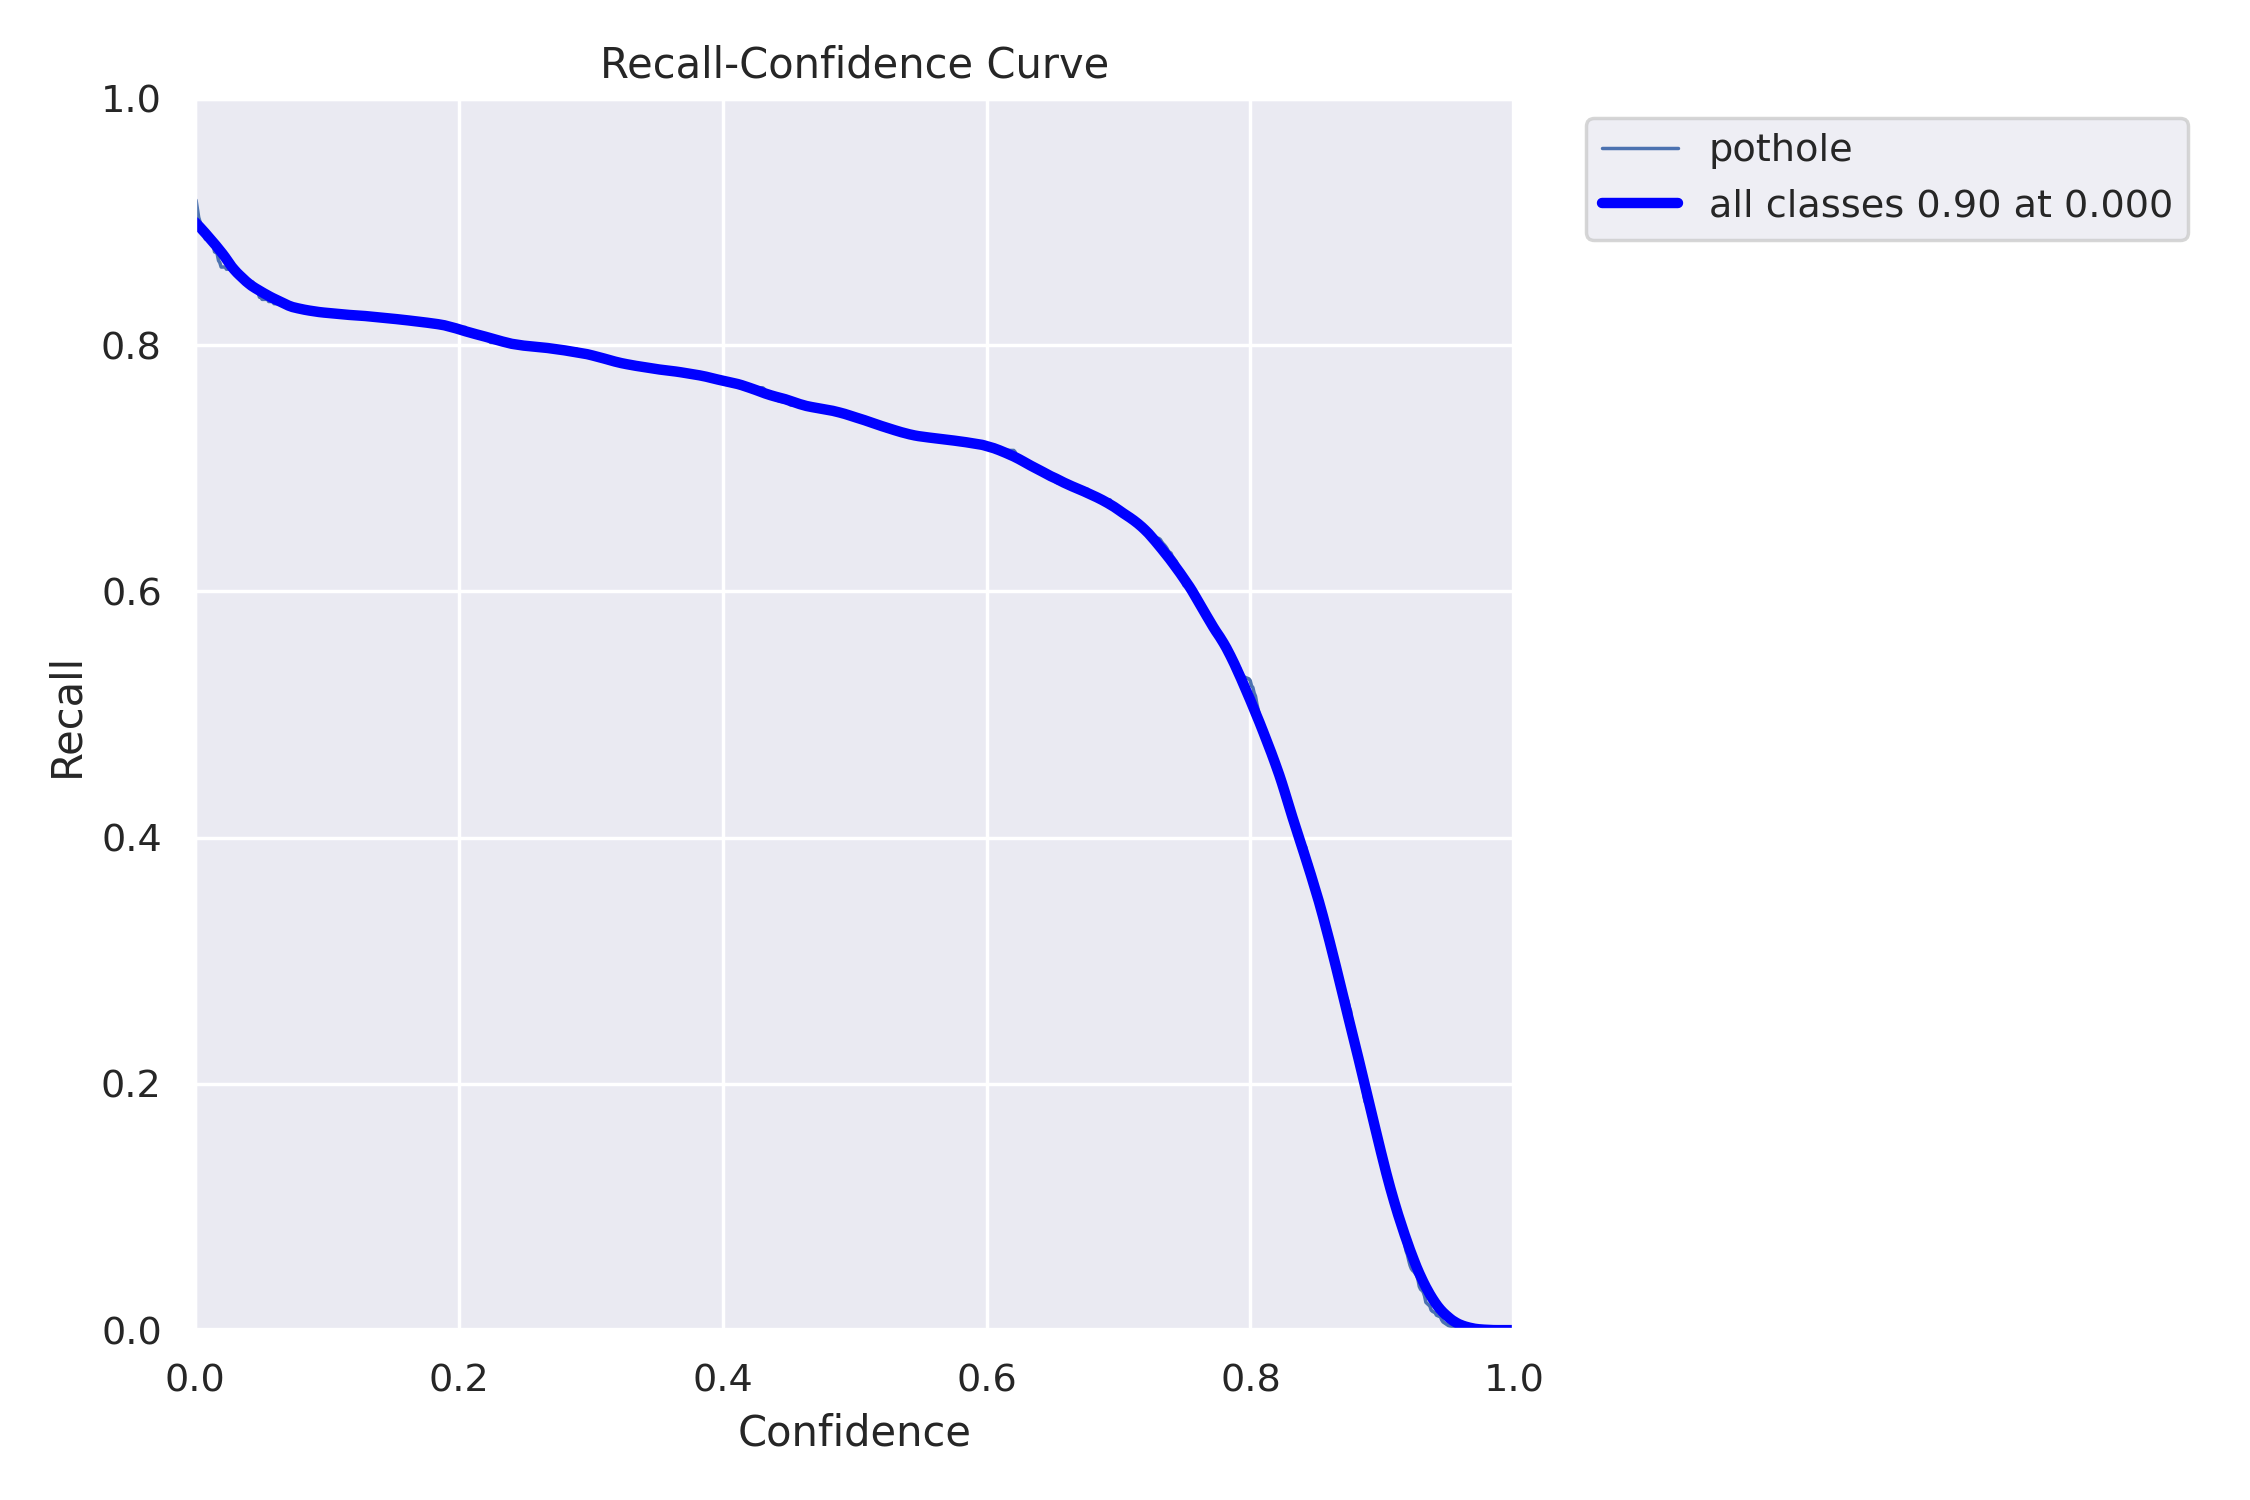 Recall-Confidence Curve
1.0
0.8
0.6
0.4
0.2
0.0
Recall
0.0 0.2 0.4 0.6 0.8 1.0
Confidence
pothole
all classes 0.90 at 0.000